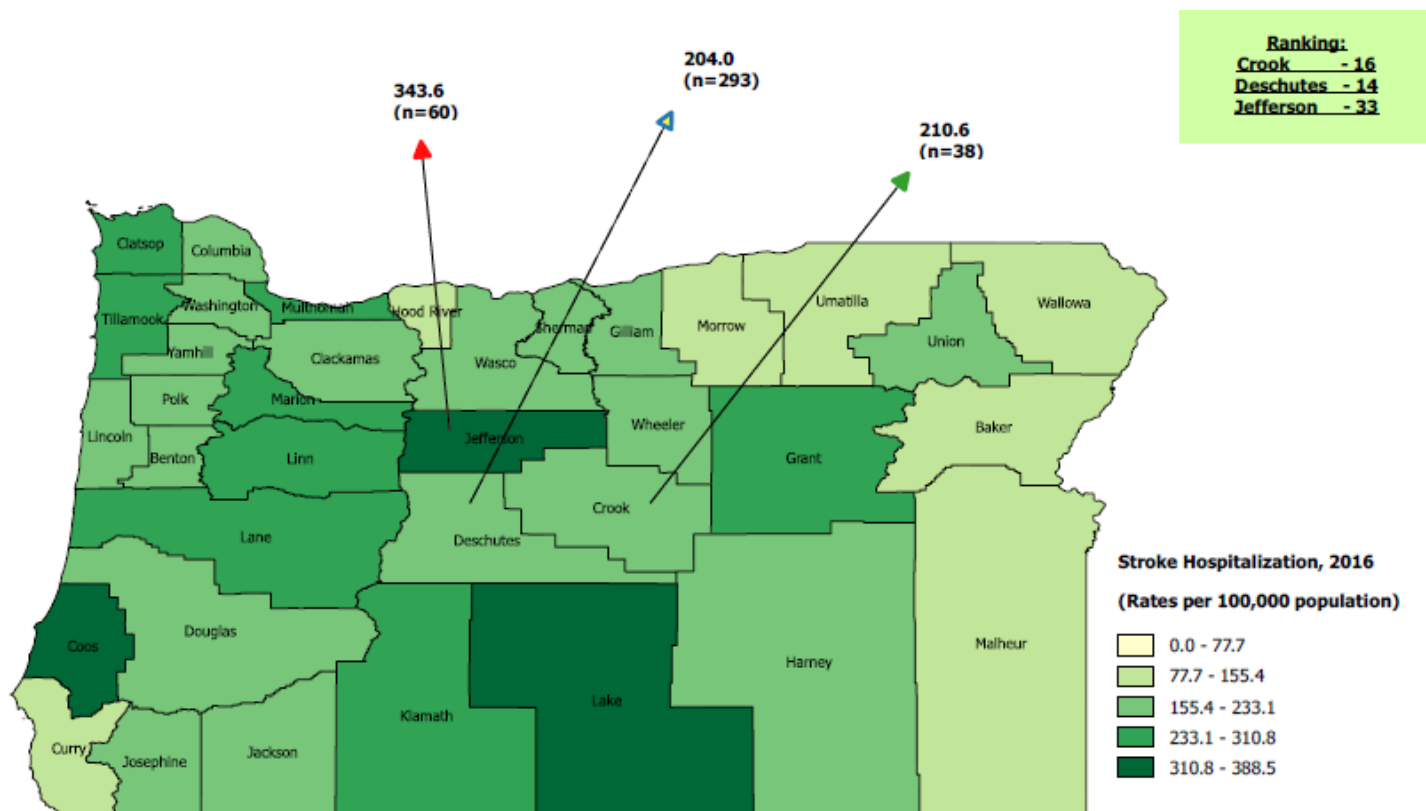 Ranking:
Crook - 16
Deschutes - 14
Jefferson - 33
204.0
(n=293)
343.6
(n=60)
210.6
(n=38)
Clatsop
Columbia
Tillamook
Washington
Multnomah
Hood River
Yamhill
Clackamas
Wasco
Sherman
Gilliam
Morrow
Umatilla
Union
Wallowa
Polk
Marion
Lincoln
Benton
Linn
Jefferson
Wheeler
Grant
Baker
Lane
Deschutes
Crook
Coos
Douglas
Klamath
Lake
Harney
Malheur
Curry
Josephine
Jackson
Stroke Hospitalization, 2016
(Rates per 100,000 population)
0.0 - 77.7
77.7 - 155.4
155.4 - 233.1
233.1 - 310.8
310.8 - 388.5